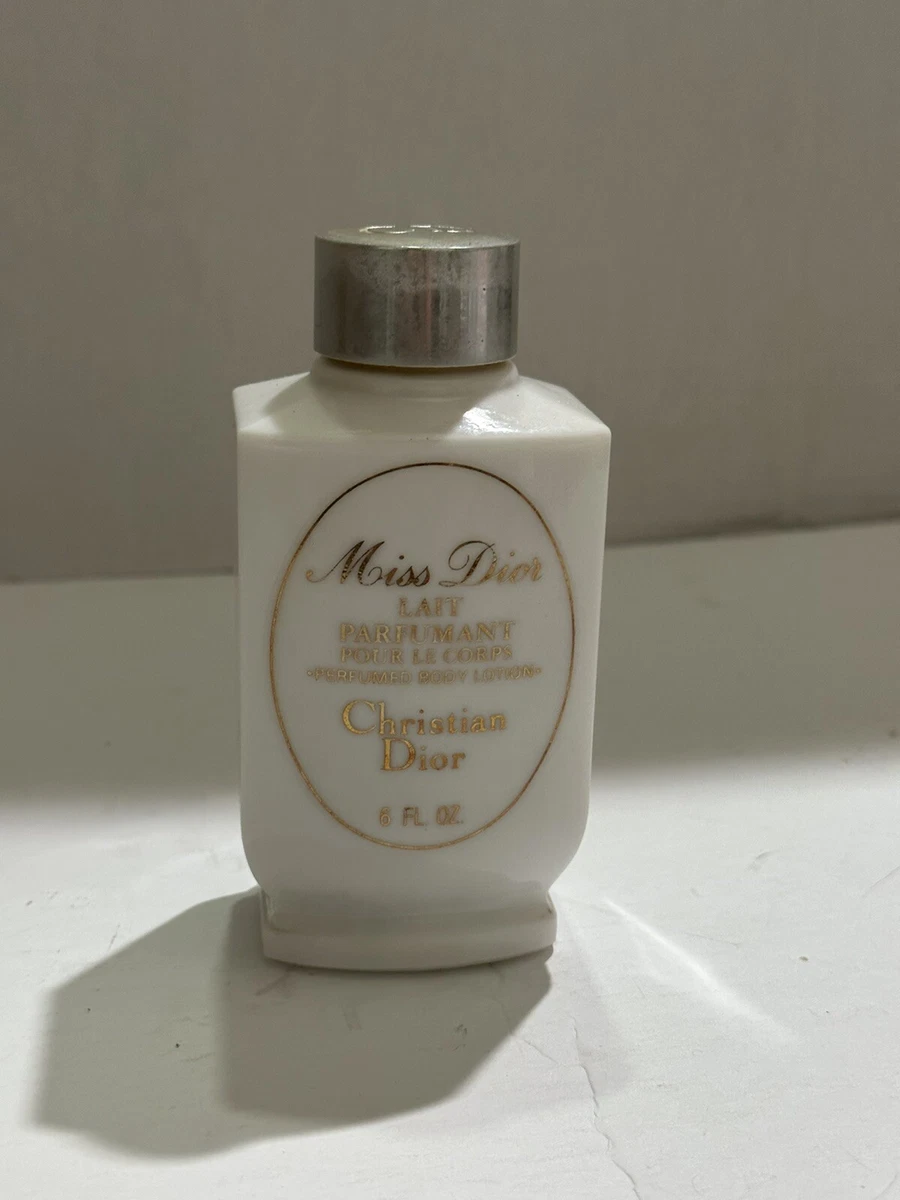 Miss Dior
LAIT
PARFUMANT
POUR LE CORPS
•PERFUMED BODY LOTION•
Christian
Dior
6 FL. OZ.